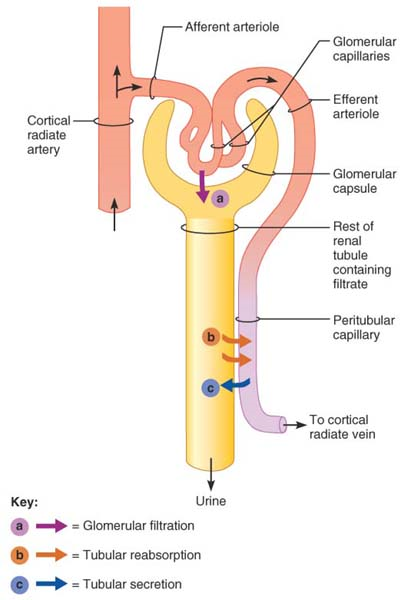 Afferent arteriole
Glomerular
capillaries
Efferent
arteriole
Cortical
radiate
artery
Glomerular
capsule
a
Rest of
renal
tubule
containing
filtrate
Peritubular
capillary
b
c
To cortical
radiate vein
Urine
Key:
a = Glomerular filtration
b = Tubular reabsorption
c = Tubular secretion